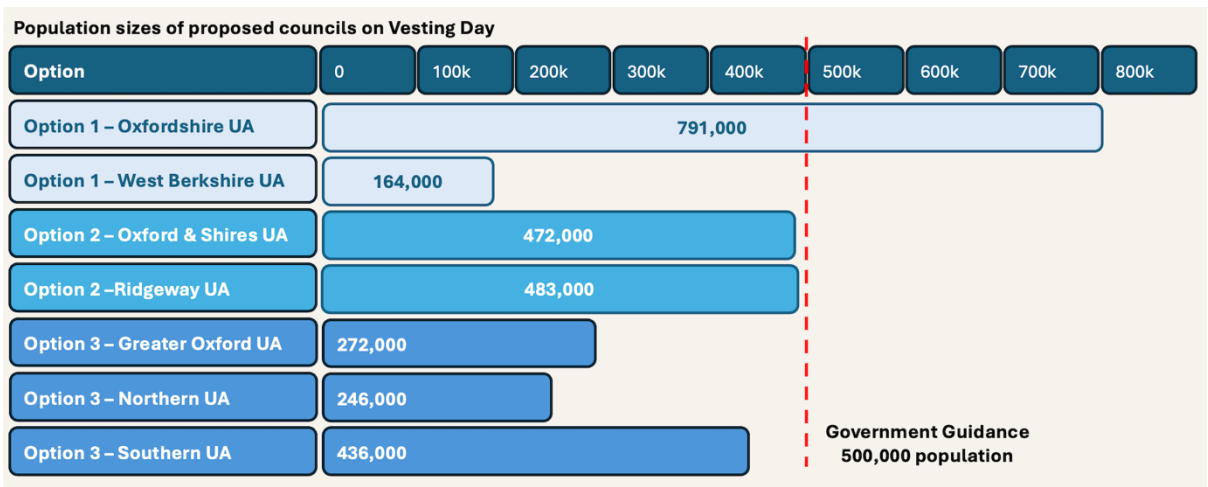 Population sizes of proposed councils on Vesting Day
Option 0 100k 200k 300k 400k 500k 600k 700k 800k
Option 1 – Oxfordshire UA 791,000
Option 1 – West Berkshire UA 164,000
Option 2 – Oxford & Shires UA 472,000
Option 2 –Ridgeway UA 483,000
Option 3 – Greater Oxford UA 272,000
Option 3 – Northern UA 246,000
Option 3 – Southern UA 436,000
Government Guidance
500,000 population